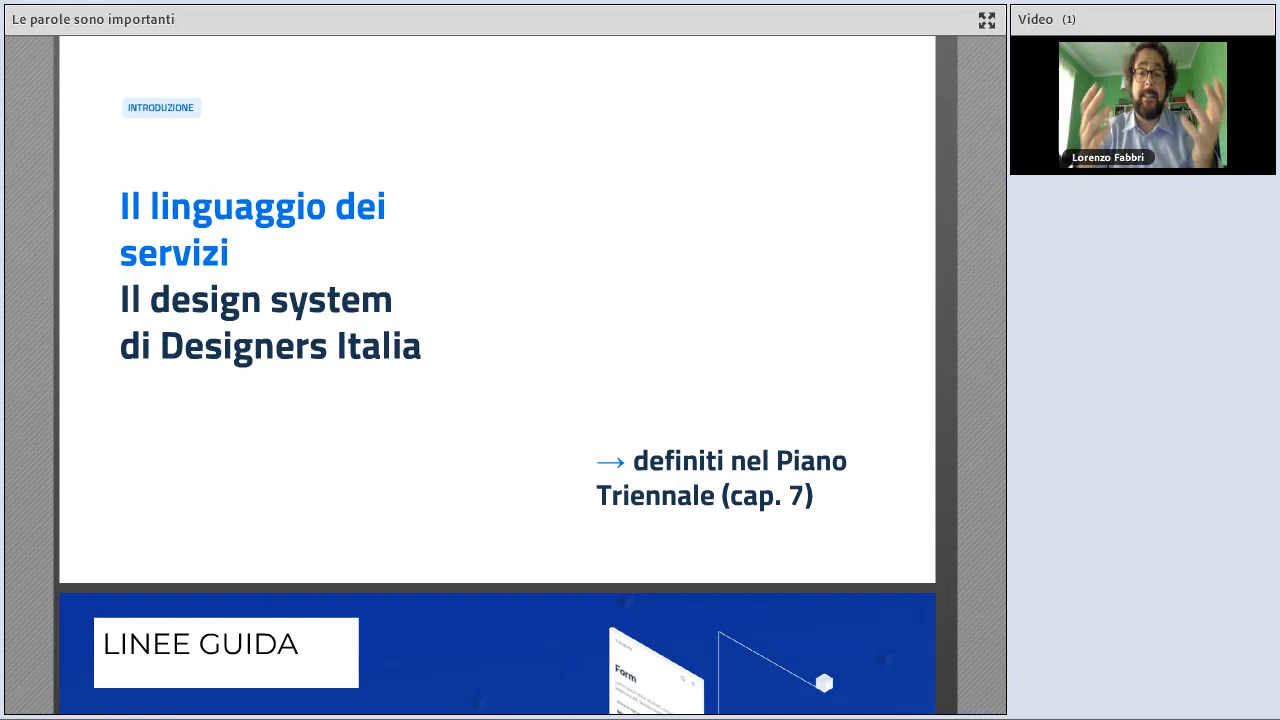 Le parole sono importanti
Video (1)
Lorenzo Fabbri
INTRODUZIONE
Il linguaggio dei
servizi
Il design system
di Designers Italia
→ definiti nel Piano
Triennale (cap. 7)
LINEE GUIDA
Form